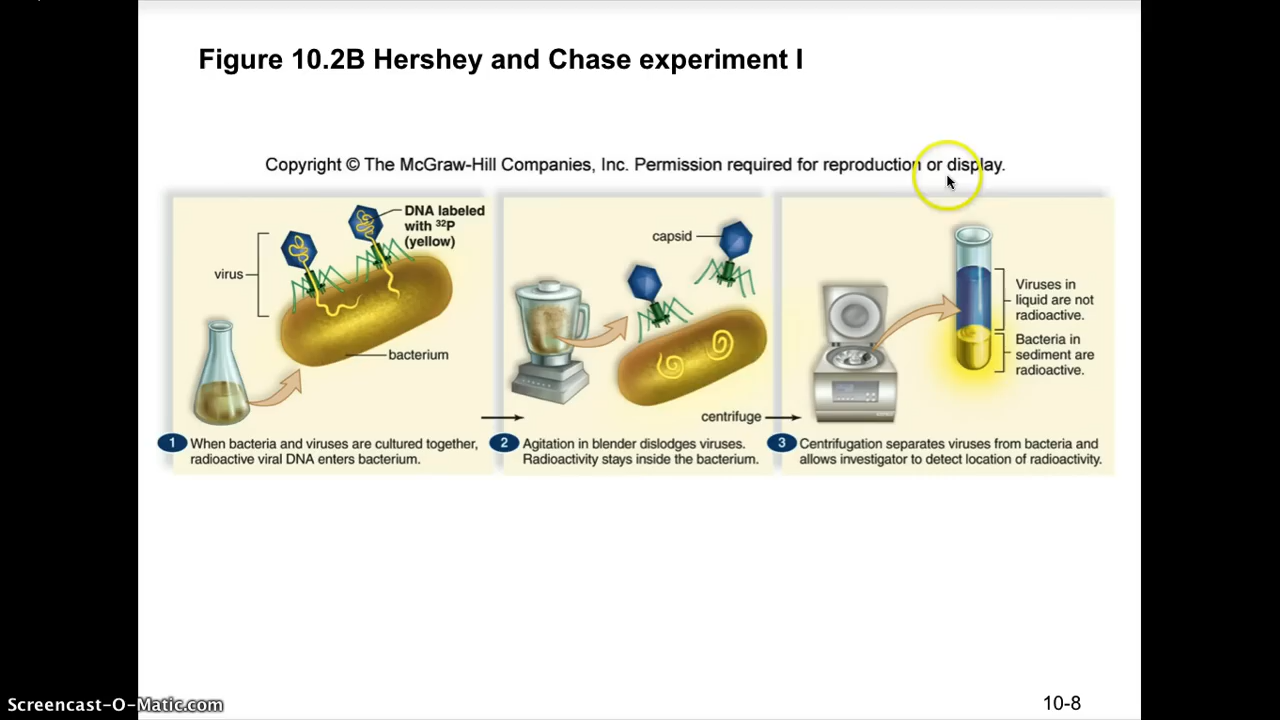 Figure 10.2B Hershey and Chase experiment I
Copyright © The McGraw-Hill Companies, Inc. Permission required for reproduction or display.
DNA labeled
with ³²P
(yellow)
virus
bacterium
1 When bacteria and viruses are cultured together,
radioactive viral DNA enters bacterium.
capsid
centrifuge
2 Agitation in blender dislodges viruses.
Radioactivity stays inside the bacterium.
Viruses in
liquid are not
radioactive.
Bacteria in
sediment are
radioactive.
3 Centrifugation separates viruses from bacteria and
allows investigator to detect location of radioactivity.
Screencast-O-Matic.com
10-8